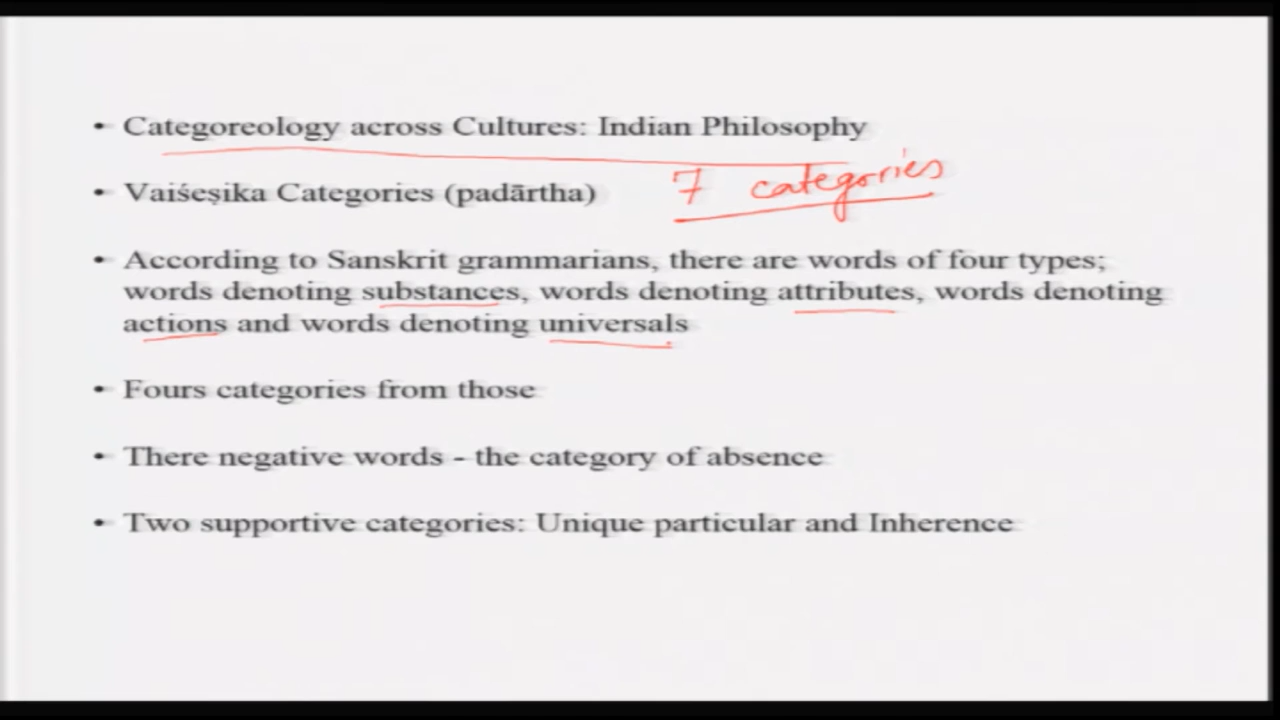 • Categoreology across Cultures: Indian Philosophy
• Vaiśeṣika Categories (padārtha) 7 categories
• According to Sanskrit grammarians, there are words of four types;
words denoting substances, words denoting attributes, words denoting
actions and words denoting universals
• Fours categories from those
• There negative words - the category of absence
• Two supportive categories: Unique particular and Inherence